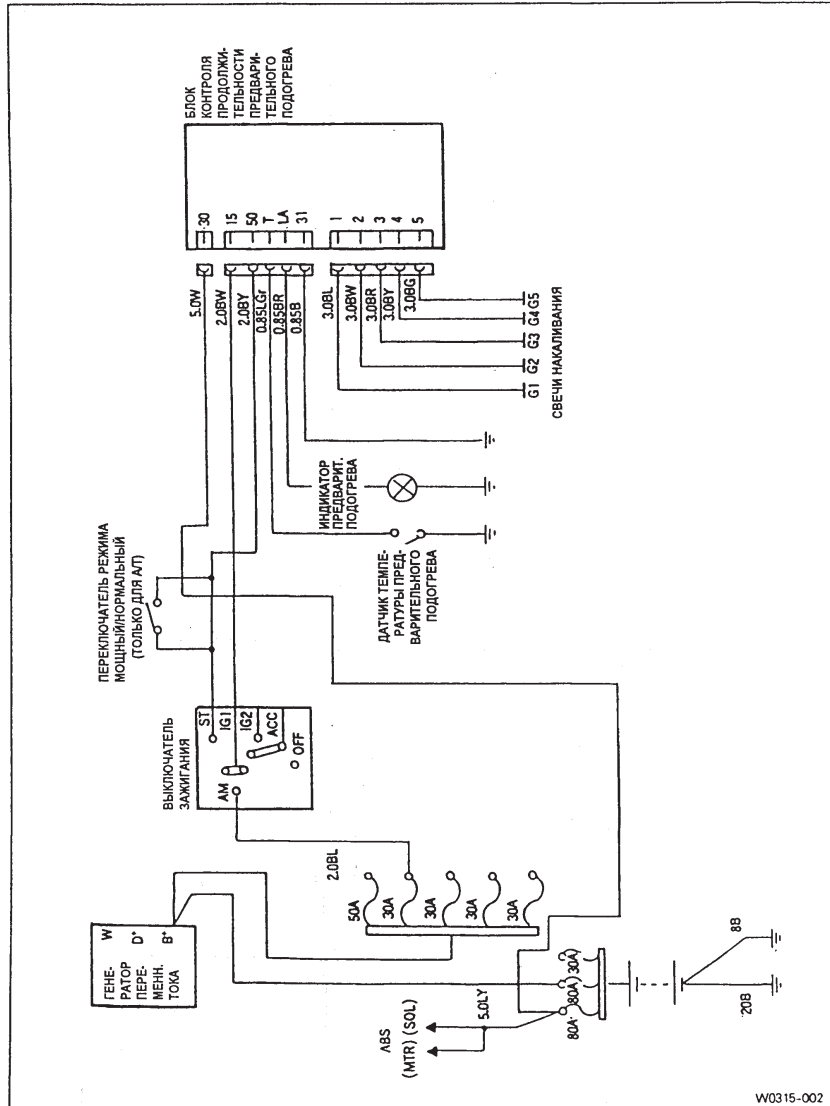 БЛОК
КОНТРОЛЯ
ПРОДОЛЖИ-
ТЕЛЬНОСТИ
ПРЕДВАРИ-
ТЕЛЬНОГО
ПОДОГРЕВА
30
15
50
T
LA
31
1
2
3
4
5
5.0W
2.0BW
2.0BY
0.85LGr
0.85BR
0.85B
3.0BL
3.0BW
3.0BR
3.0BY
3.0BG
G1
G2
G3
G4
G5
СВЕЧИ НАКАЛИВАНИЯ
ИНДИКАТОР
ПРЕДВАРИТ.
ПОДОГРЕВА
ДАТЧИК ТЕМПЕ-
РАТУРЫ ПРЕД-
ВАРИТЕЛЬНОГО
ПОДОГРЕВА
ПЕРЕКЛЮЧАТЕЛЬ РЕЖИМА
МОЩНЫЙ/НОРМАЛЬНЫЙ
(ТОЛЬКО ДЛЯ А/Т)
ВЫКЛЮЧАТЕЛЬ
ЗАЖИГАНИЯ
ST
IG1
IG2
ACC
OFF
AM
2.0BL
50A
30A
30A
30A
30A
ГЕНЕ-
РАТОР
ПЕРЕ-
МЕНН.
ТОКА
W
D+
B+
ABS
(MTR) (SOL)
5.0LY
80A
80A
30A
8B
20B
W0315-002